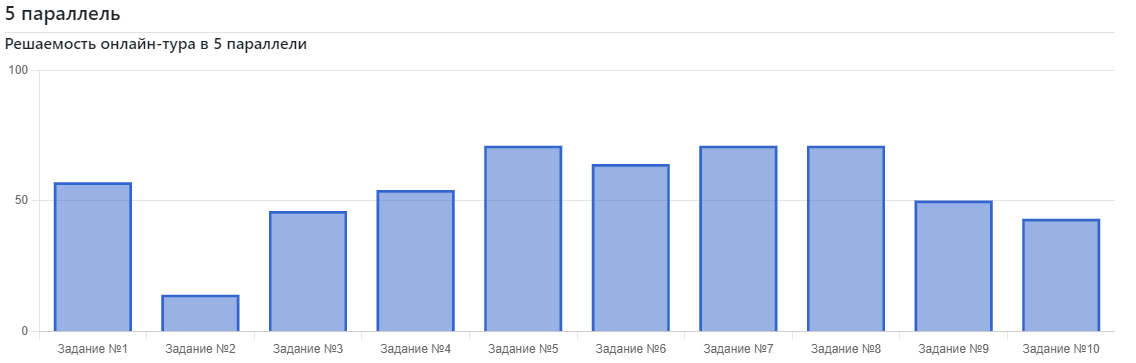 5 параллель
Решаемость онлайн-тура в 5 параллели
100
50
0
Задание №1 Задание №2 Задание №3 Задание №4 Задание №5 Задание №6 Задание №7 Задание №8 Задание №9 Задание №10